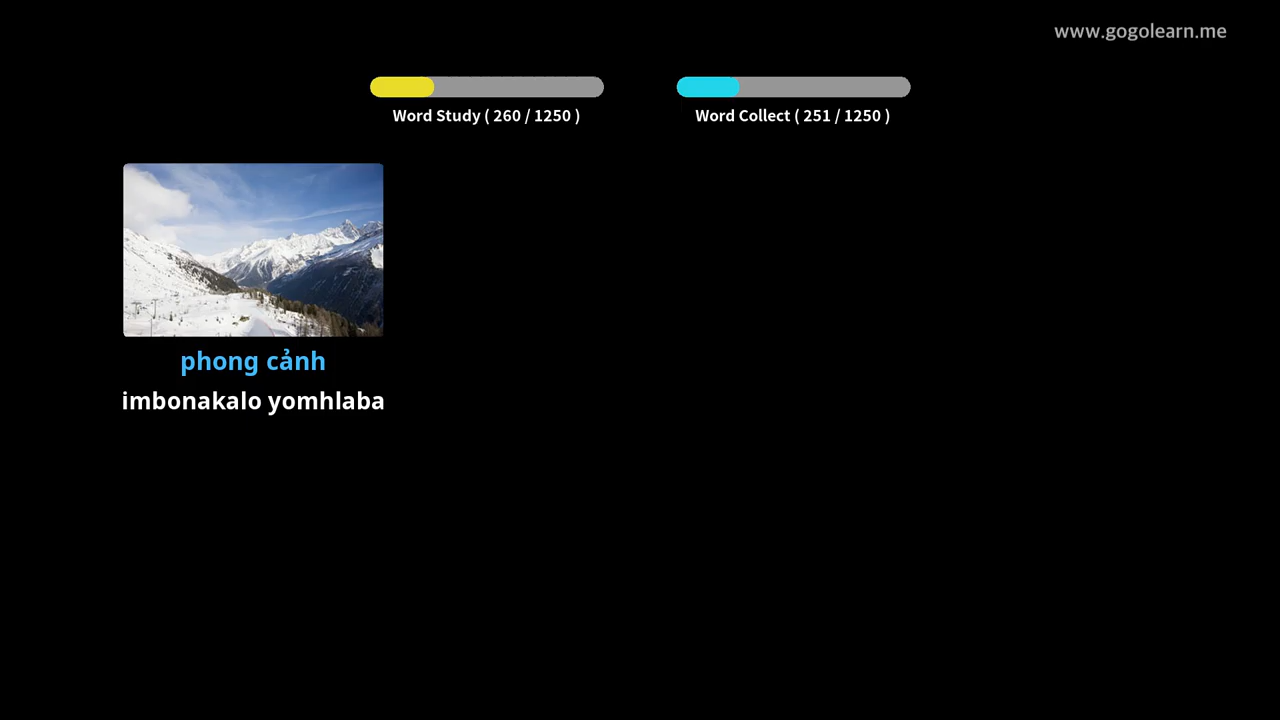 www.gogolearn.me
Word Study ( 260 / 1250 )
Word Collect ( 251 / 1250 )
phong cảnh
imbonakalo yomhlaba